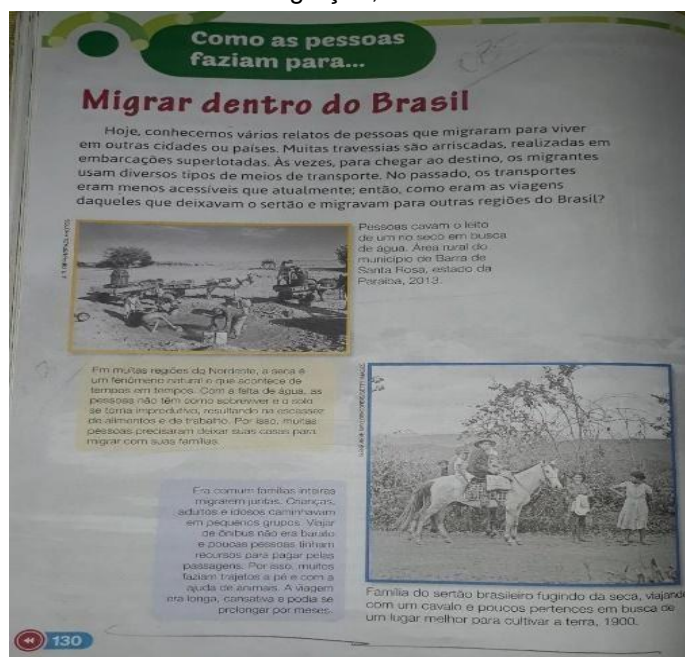 Como as pessoas
faziam para...
Migrar dentro do Brasil
Hoje, conhecemos vários relatos de pessoas que migraram para viver
em outras cidades ou países. Muitas travessias são arriscadas, realizadas em
embarcações superlotadas. Às vezes, para chegar ao destino, os migrantes
usam diversos tipos de meios de transporte. No passado, os transportes
eram menos acessíveis que atualmente; então, como eram as viagens
daqueles que deixavam o sertão e migravam para outras regiões do Brasil?
Pessoas cavam o leito
de um rio seco em busca
de água. Área rural do
município de Barra de
Santa Rosa, estado da
Paraíba, 2013.
Em muitas regiões do Nordeste, a seca é
um fenômeno natural e que acontece de
tempos em tempos. Com a falta de água, as
pessoas não têm como sobreviver e o solo
se torna improdutivo, resultando na escassez
de alimentos e de trabalho. Por isso, muitas
pessoas precisaram deixar suas casas para
migrar com suas famílias.
Era comum famílias inteiras
migrarem juntas. Crianças,
adultos e idosos caminhavam
em pequenos grupos. Viajar
de ônibus não era barato
e poucas pessoas tinham
recursos para pagar pelas
passagens. Por isso, muitos
faziam trajetos a pé e com a
ajuda de animais. A viagem
era longa, cansativa e podia se
prolongar por meses.
Família do sertão brasileiro fugindo da seca, viajando
com um cavalo e poucos pertences em busca de
um lugar melhor para cultivar a terra, 1900.
130